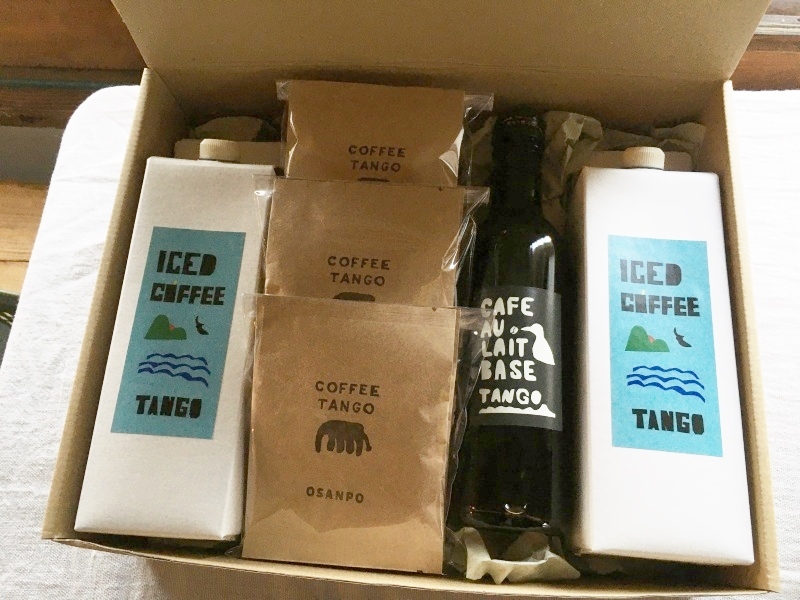 ICED
COFFEE
TANGO
COFFEE
TANGO
COFFEE
TANGO
COFFEE
TANGO
OSANPO
CAFE
AU
LAIT
BASE
TANGO
ICED
COFFEE
TANGO